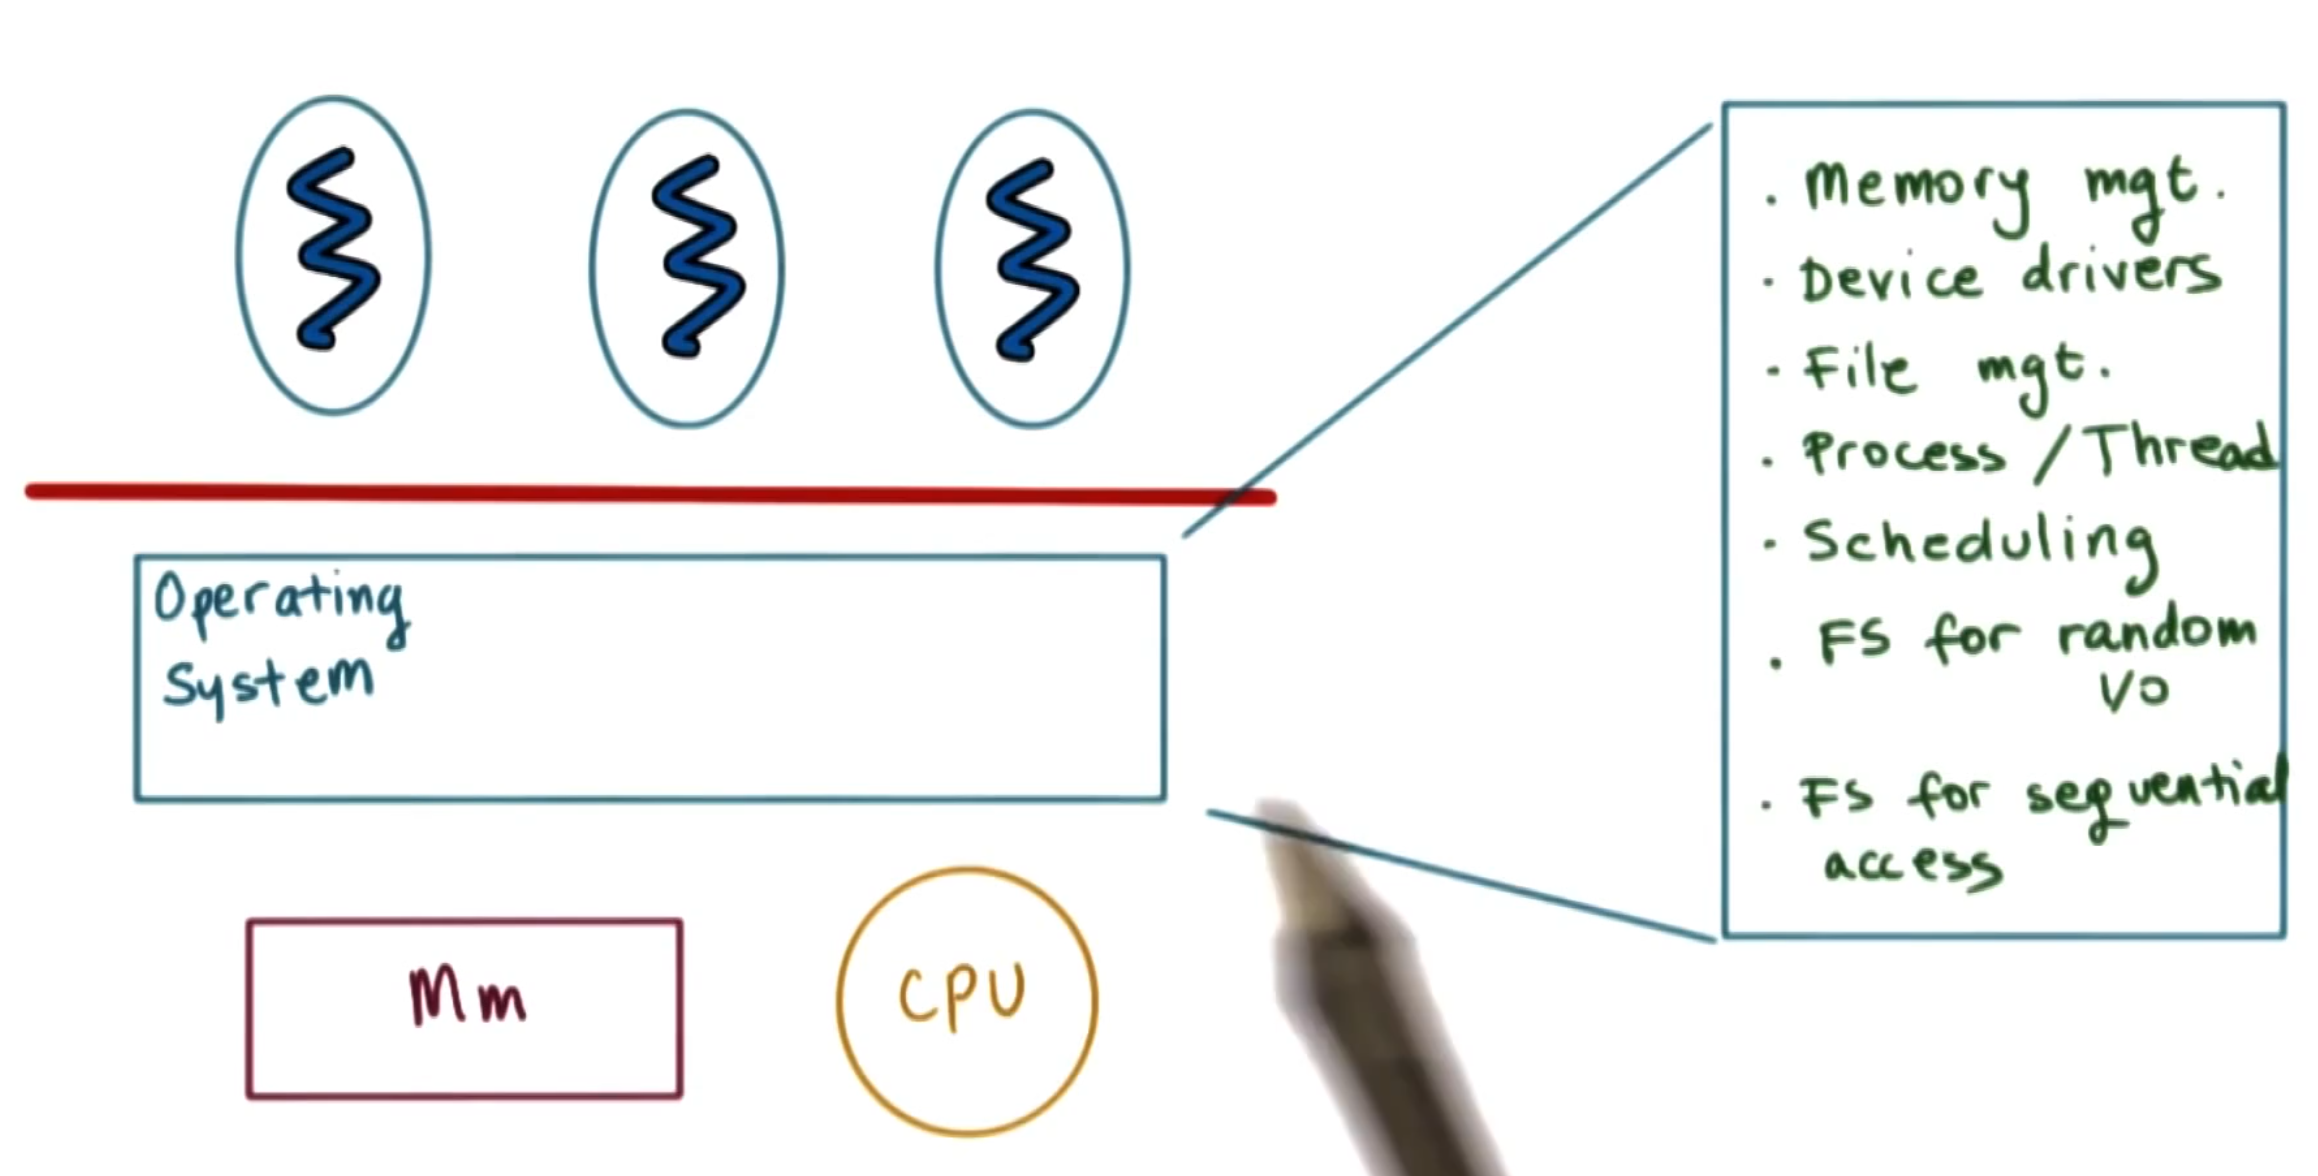 · Memory mgt.
· Device drivers
· File mgt.
· Process / Thread
· Scheduling
· FS for random
I/O
· FS for sequential
access
Operating
System
Mm
CPU